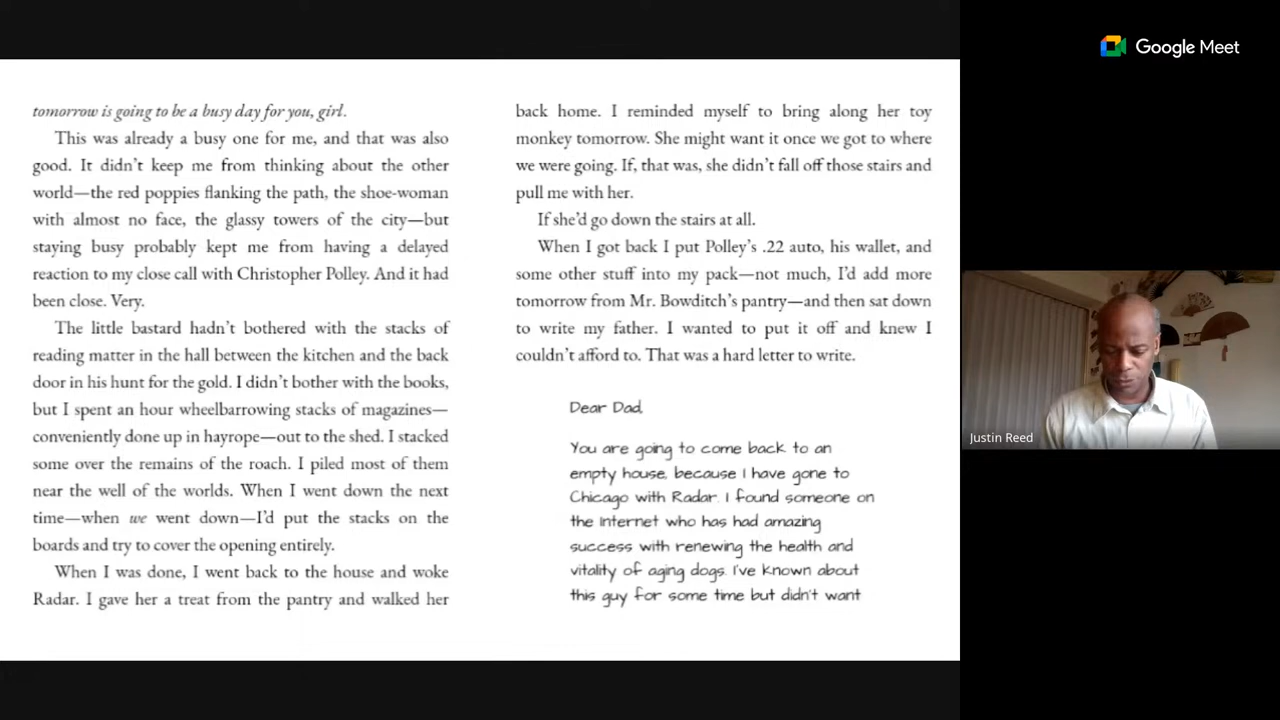 tomorrow is going to be a busy day for you, girl.
This was already a busy one for me, and that was also
good. It didn't keep me from thinking about the other
world—the red poppies flanking the path, the shoe-woman
with almost no face, the glassy towers of the city—but
staying busy probably kept me from having a delayed
reaction to my close call with Christopher Polley. And it had
been close. Very.
The little bastard hadn't bothered with the stacks of
reading matter in the hall between the kitchen and the back
door in his hunt for the gold. I didn't bother with the books,
but I spent an hour wheelbarrowing stacks of magazines—
conveniently done up in hayrope—out to the shed. I stacked
some over the remains of the roach. I piled most of them
near the well of the worlds. When I went down the next
time—when we went down—I'd put the stacks on the
boards and try to cover the opening entirely.
When I was done, I went back to the house and woke
Radar. I gave her a treat from the pantry and walked her
back home. I reminded myself to bring along her toy
monkey tomorrow. She might want it once we got to where
we were going. If, that was, she didn't fall off those stairs and
pull me with her.
If she'd go down the stairs at all.
When I got back I put Polley's .22 auto, his wallet, and
some other stuff into my pack—not much, I'd add more
tomorrow from Mr. Bowditch's pantry—and then sat down
to write my father. I wanted to put it off and knew I
couldn't afford to. That was a hard letter to write.
Dear Dad,
You are going to come back to an
empty house, because I have gone to
Chicago with Radar. I found someone on
the Internet who has had amazing
success with renewing the health and
vitality of aging dogs. I've known about
this guy for some time but didn't want
Google Meet
Justin Reed